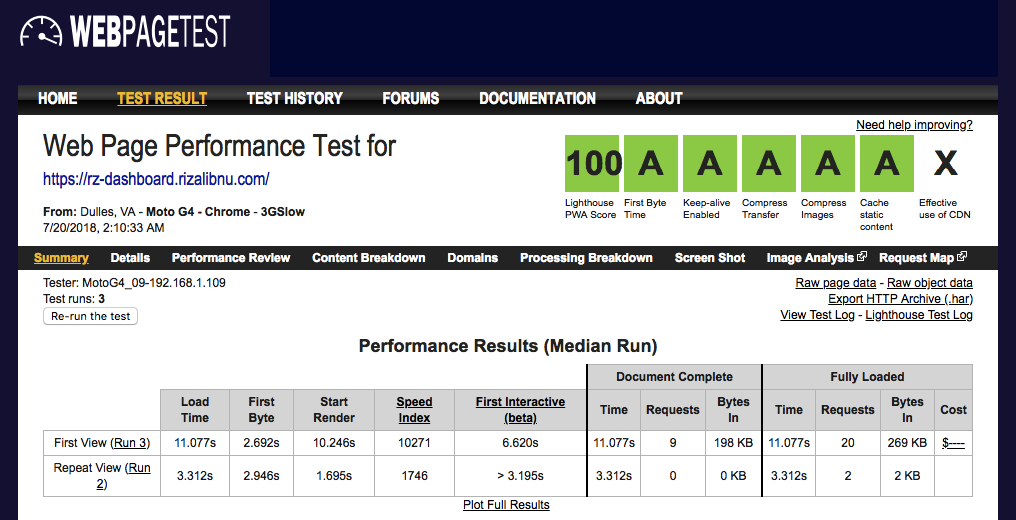 WEBPAGETEST
HOME TEST RESULT TEST HISTORY FORUMS DOCUMENTATION ABOUT
Need help improving?
Web Page Performance Test for
https://rz-dashboard.rizalibnu.com/
From: Dulles, VA - Moto G4 - Chrome - 3GSlow
7/20/2018, 2:10:33 AM
100 A A A A A X
Lighthouse PWA Score
First Byte Time
Keep-alive Enabled
Compress Transfer
Compress Images
Cache static content
Effective use of CDN
Summary Details Performance Review Content Breakdown Domains Processing Breakdown Screen Shot Image Analysis Request Map
Tester: MotoG4_09-192.168.1.109
Test runs: 3
Re-run the test
Raw page data - Raw object data
Export HTTP Archive (.har)
View Test Log - Lighthouse Test Log
Performance Results (Median Run)
Document Complete Fully Loaded
Load Time First Byte Start Render Speed Index First Interactive (beta) Time Requests Bytes In Time Requests Bytes In Cost
First View (Run 3) 11.077s 2.692s 10.246s 10271 6.620s 11.077s 9 198 KB 11.077s 20 269 KB $----
Repeat View (Run 2) 3.312s 2.946s 1.695s 1746 > 3.195s 3.312s 0 0 KB 3.312s 2 2 KB
Plot Full Results